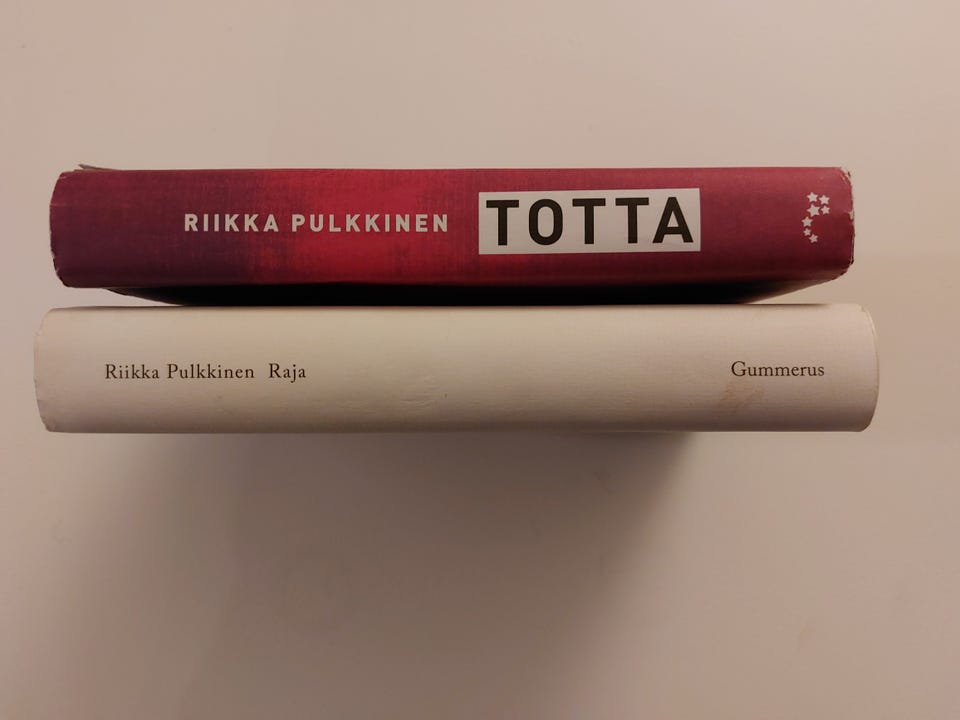 RIIKKA PULKKINEN TOTTA
Riikka Pulkkinen Raja Gummerus